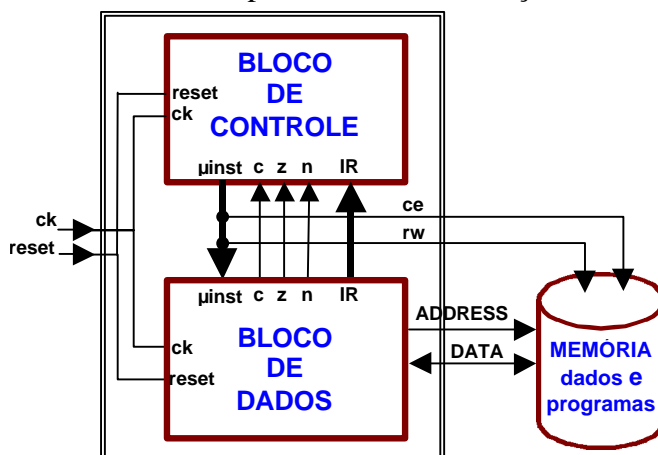 BLOCO
DE
CONTROLE
reset
ck
µinst c z n IR
ce
rw
ck
reset
µinst c z n IR
ck
reset
BLOCO
DE
DADOS
ADDRESS
DATA
MEMÓRIA
dados e
programas